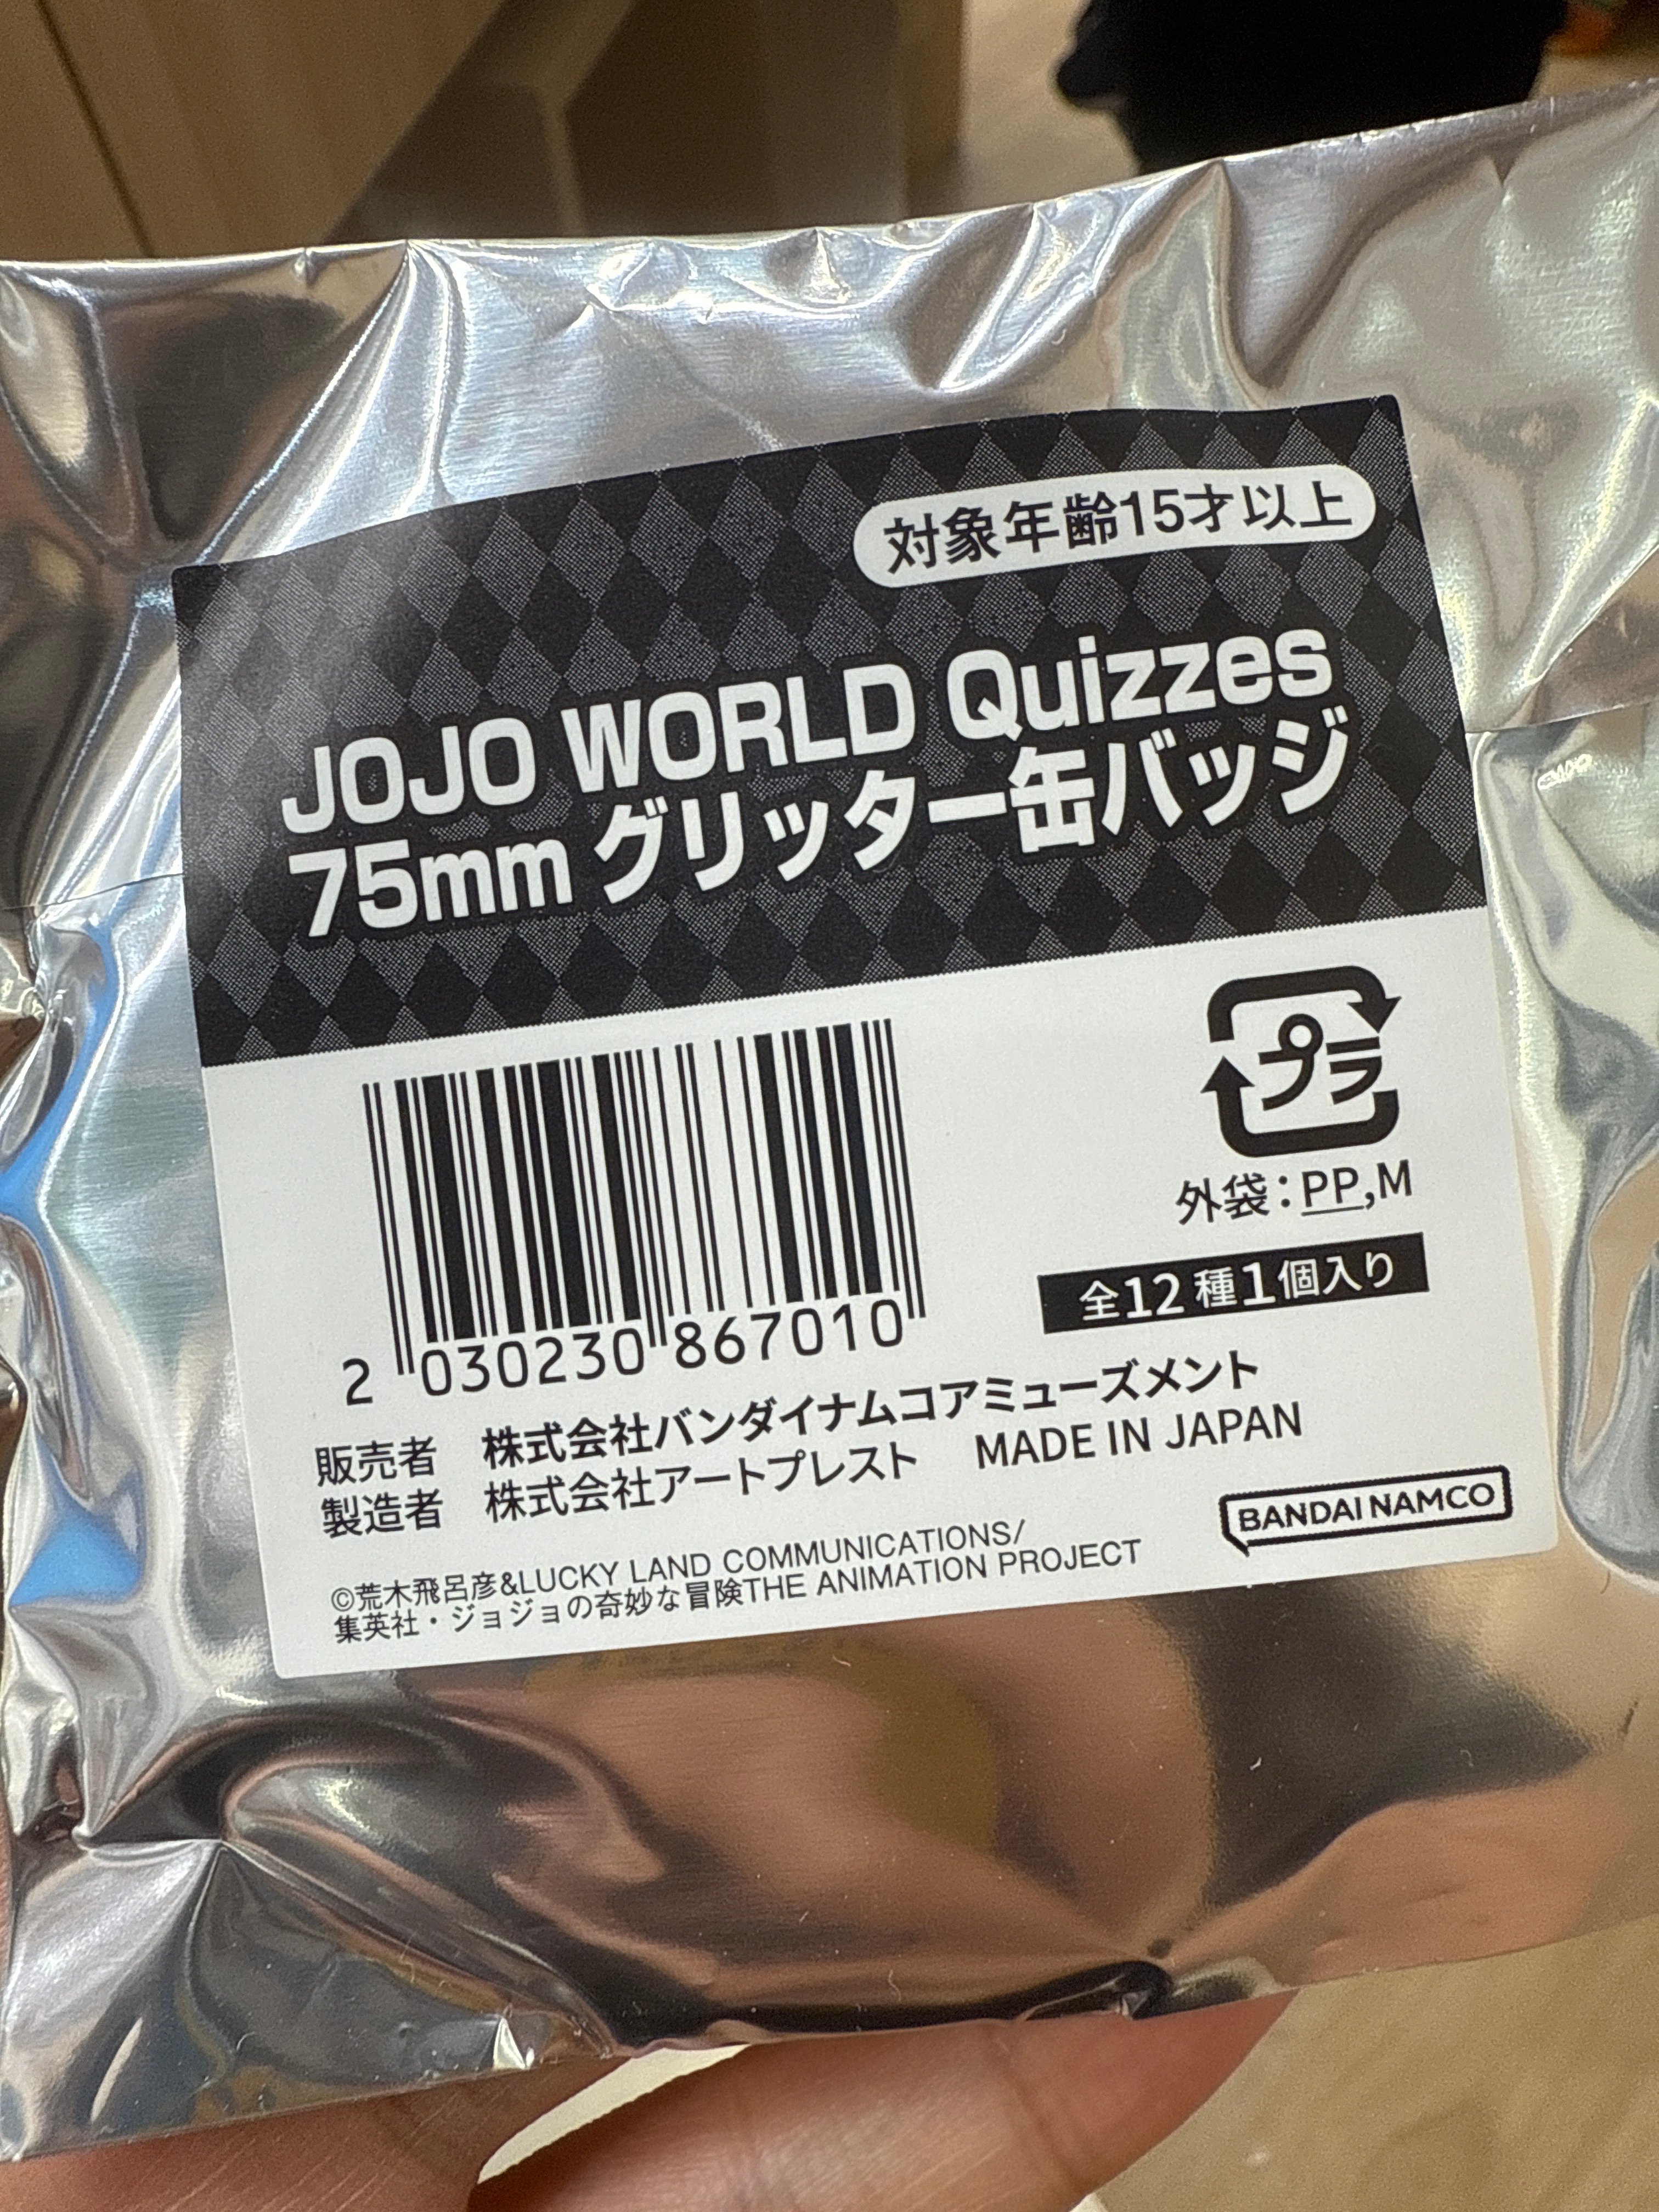 対象年齢15才以上
JOJO WORLD Quizzes
75mm グリッター缶バッジ
プラ
外袋：PP,M
全12種1個入り
2 030230 867010
販売者 株式会社バンダイナムコアミューズメント
製造者 株式会社アートプレスト MADE IN JAPAN
©荒木飛呂彦&LUCKY LAND COMMUNICATIONS/
集英社・ジョジョの奇妙な冒険THE ANIMATION PROJECT
BANDAI NAMCO